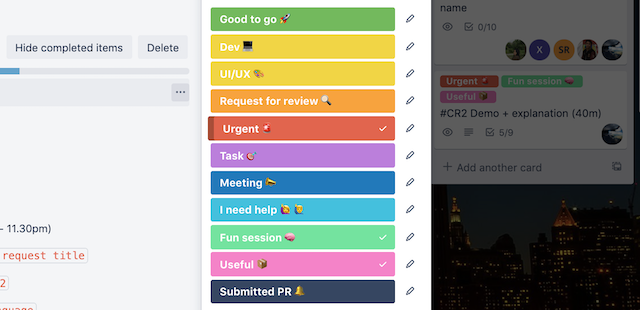 Hide completed items
Delete
- 11.30pm)
request title
2
Good to go 🚀
Dev 💻
UI/UX 🎨
Request for review 🔍
Urgent 🚨
Task 🎯
Meeting
I need help 🙋 🙋‍♂️
Fun session 🧠
Useful 📦
Submitted PR 🔔
name
0/10
X
SR
Urgent 🚨 Fun session 🧠
Useful 📦
#CR2 Demo + explanation (40m)
5/9
+ Add another card